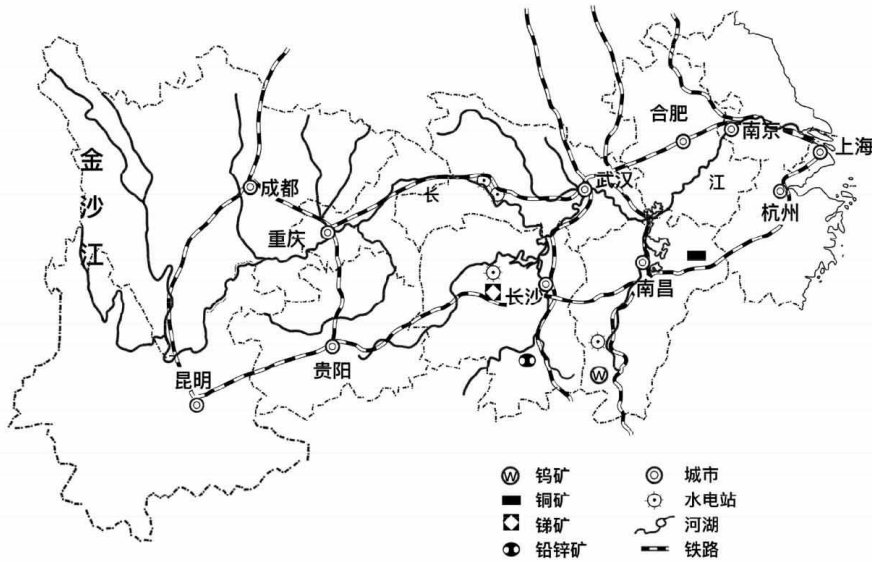 合肥
南京
上海
金沙江
成都
长
武汉
江
杭州
重庆
长沙
南昌
昆明
贵阳
W
W 钨矿
城市
铜矿
水电站
锑矿
河湖
铅锌矿
铁路